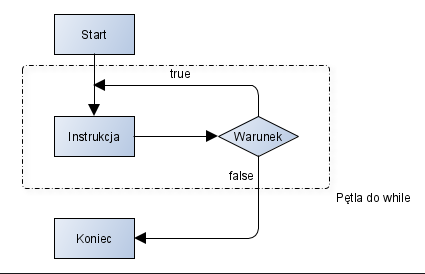 Start
true
Instrukcja
Warunek
false
Pętla do while
Koniec